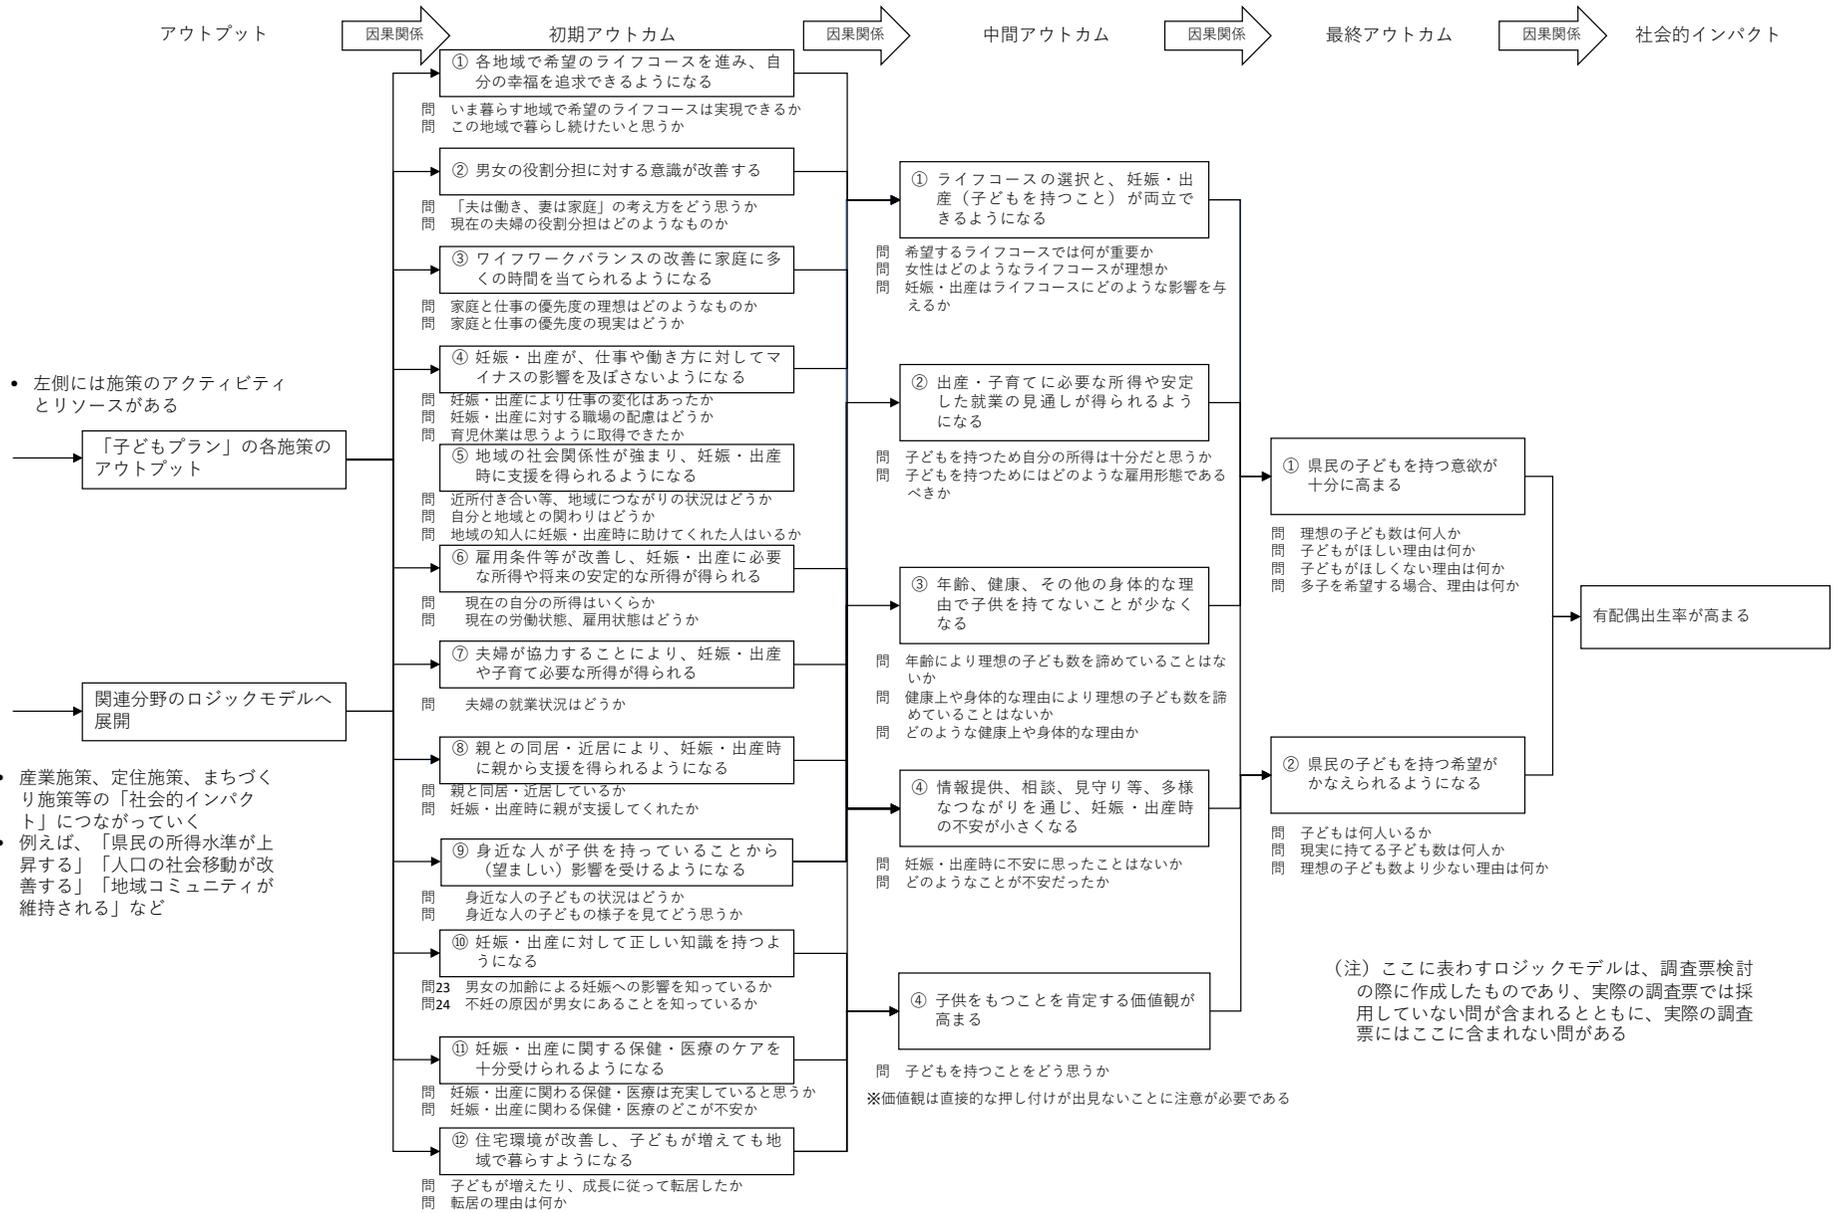 アウトプット
因果関係
初期アウトカム
因果関係
中間アウトカム
因果関係
最終アウトカム
因果関係
社会的インパクト
• 左側には施策のアクティビティ
とリソースがある
「子どもプラン」の各施策の
アウトプット
関連分野のロジックモデルへ
展開
• 産業施策、定住施策、まちづく
り施策等の「社会的インパク
ト」につながっていく
• 例えば、「県民の所得水準が上
昇する」「人口の社会移動が改
善する」「地域コミュニティが
維持される」など
① 各地域で希望のライフコースを進み、自
分の幸福を追求できるようになる
問 いま暮らす地域で希望のライフコースは実現できるか
問 この地域で暮らし続けたいと思うか
② 男女の役割分担に対する意識が改善する
問 「夫は働き、妻は家庭」の考え方をどう思うか
問 現在の夫婦の役割分担はどのようなものか
③ ワイフワークバランスの改善に家庭に多
くの時間を当てられるようになる
問 家庭と仕事の優先度の理想はどのようなものか
問 家庭と仕事の優先度の現実はどうか
④ 妊娠・出産が、仕事や働き方に対してマ
イナスの影響を及ぼさないようになる
問 妊娠・出産により仕事の変化はあったか
問 妊娠・出産に対する職場の配慮はどうか
問 育児休業は思うように取得できたか
⑤ 地域の社会関係性が強まり、妊娠・出産
時に支援を得られるようになる
問 近所付き合い等、地域につながりの状況はどうか
問 自分と地域との関わりはどうか
問 地域の知人に妊娠・出産時に助けてくれた人はいるか
⑥ 雇用条件等が改善し、妊娠・出産に必要
な所得や将来の安定的な所得が得られる
問 現在の自分の所得はいくらか
問 現在の労働状態、雇用状態はどうか
⑦ 夫婦が協力することにより、妊娠・出産
や子育て必要な所得が得られる
問 夫婦の就業状況はどうか
⑧ 親との同居・近居により、妊娠・出産時
に親から支援を得られるようになる
問 親と同居・近居しているか
問 妊娠・出産時に親が支援してくれたか
⑨ 身近な人が子供を持っていることから
（望ましい）影響を受けるようになる
問 身近な人の子どもの状況はどうか
問 身近な人の子どもの様子を見てどう思うか
⑩ 妊娠・出産に対して正しい知識を持つよ
うになる
問23 男女の加齢による妊娠への影響を知っているか
問24 不妊の原因が男女にあることを知っているか
⑪ 妊娠・出産に関する保健・医療のケアを
十分受けられるようになる
問 妊娠・出産に関わる保健・医療は充実していると思うか
問 妊娠・出産に関わる保健・医療のどこが不安か
⑫ 住宅環境が改善し、子どもが増えても地
域で暮らすようになる
問 子どもが増えたり、成長に従って転居したか
問 転居の理由は何か
① ライフコースの選択と、妊娠・出
産（子どもを持つこと）が両立で
きるようになる
問 希望するライフコースでは何が重要か
問 女性はどのようなライフコースが理想か
問 妊娠・出産はライフコースにどのような影響を与
えるか
② 出産・子育てに必要な所得や安定
した就業の見通しが得られるよう
になる
問 子どもを持つため自分の所得は十分だと思うか
問 子どもを持つためにはどのような雇用形態である
べきか
③ 年齢、健康、その他の身体的な理
由で子供を持てないことが少なく
なる
問 年齢により理想の子ども数を諦めていることはな
いか
問 健康上や身体的な理由により理想の子ども数を諦
めていることはないか
問 どのような健康上や身体的な理由か
④ 情報提供、相談、見守り等、多様
なつながりを通じ、妊娠・出産時
の不安が小さくなる
問 妊娠・出産時に不安に思ったことはないか
問 どのようなことが不安だったか
④ 子供をもつことを肯定する価値観が
高まる
問 子どもを持つことをどう思うか
※価値観は直接的な押し付けが出見ないことに注意が必要である
① 県民の子どもを持つ意欲が
十分に高まる
問 理想の子ども数は何人か
問 子どもがほしい理由は何か
問 子どもがほしくない理由は何か
問 多子を希望する場合、理由は何か
② 県民の子どもを持つ希望が
かなえられるようになる
問 子どもは何人いるか
問 現実に持てる子ども数は何人か
問 理想の子ども数より少ない理由は何か
有配偶出生率が高まる
（注）ここに表わすロジックモデルは、調査票検討
の際に作成したものであり、実際の調査票では採
用していない問が含まれるとともに、実際の調査
票にはここに含まれない問がある